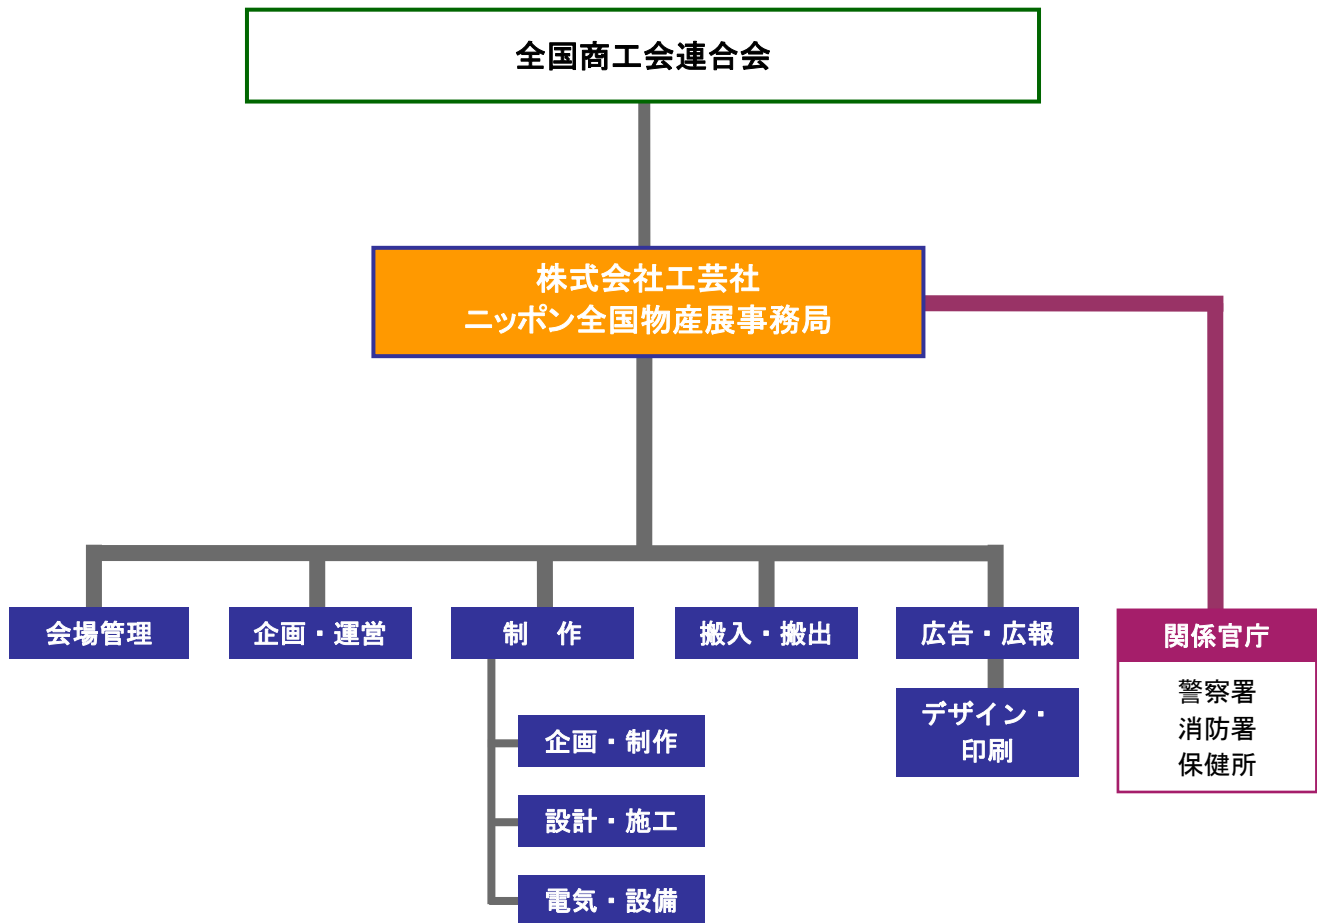 全国商工会連合会
株式会社工芸社
ニッポン全国物産展事務局
会場管理
企画・運営
制　作
搬入・搬出
広告・広報
関係官庁
警察署
消防署
保健所
デザイン・
印刷
企画・制作
設計・施工
電気・設備